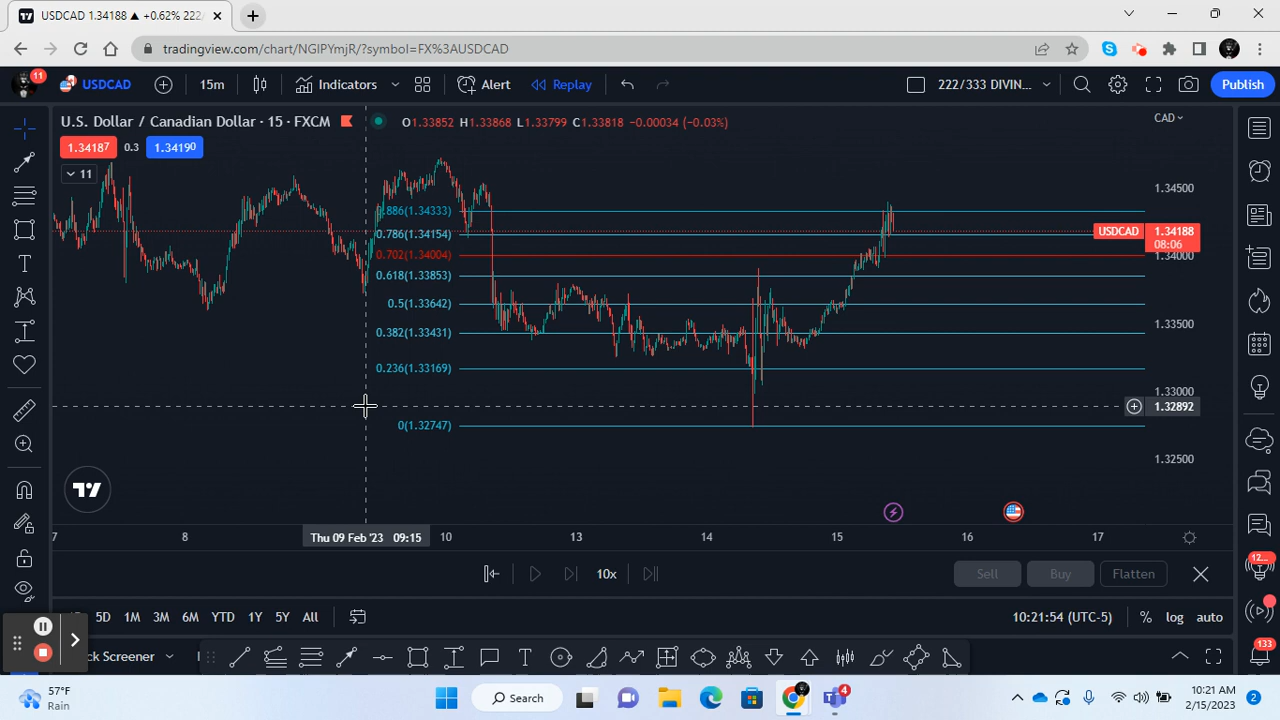 USDCAD 1.34188 ▲ +0.62% 222
tradingview.com/chart/NGIPYmjR/?symbol=FX%3AUSDCAD
11
USDCAD
15m
Indicators
Alert
Replay
222/333 DIVIN...
Publish
U.S. Dollar / Canadian Dollar · 15 · FXCM
O1.33852 H1.33868 L1.33799 C1.33818 −0.00034 (−0.03%)
CAD
1.34187
0.3
1.34190
11
1.34500
0.886(1.34333)
0.786(1.34154)
USDCAD
1.34188
08:06
0.702(1.34004)
1.34000
0.618(1.33853)
0.5(1.33642)
1.33500
0.382(1.33431)
0.236(1.33169)
1.33000
1.32892
0(1.32747)
1.32500
7
8
Thu 09 Feb '23 09:15
10
13
14
15
16
17
10x
Sell
Buy
Flatten
5D
1M
3M
6M
YTD
1Y
5Y
All
10:21:54 (UTC-5)
%
log
auto
ck Screener
133
57°F
Rain
Search
4
10:21 AM
2/15/2023
2